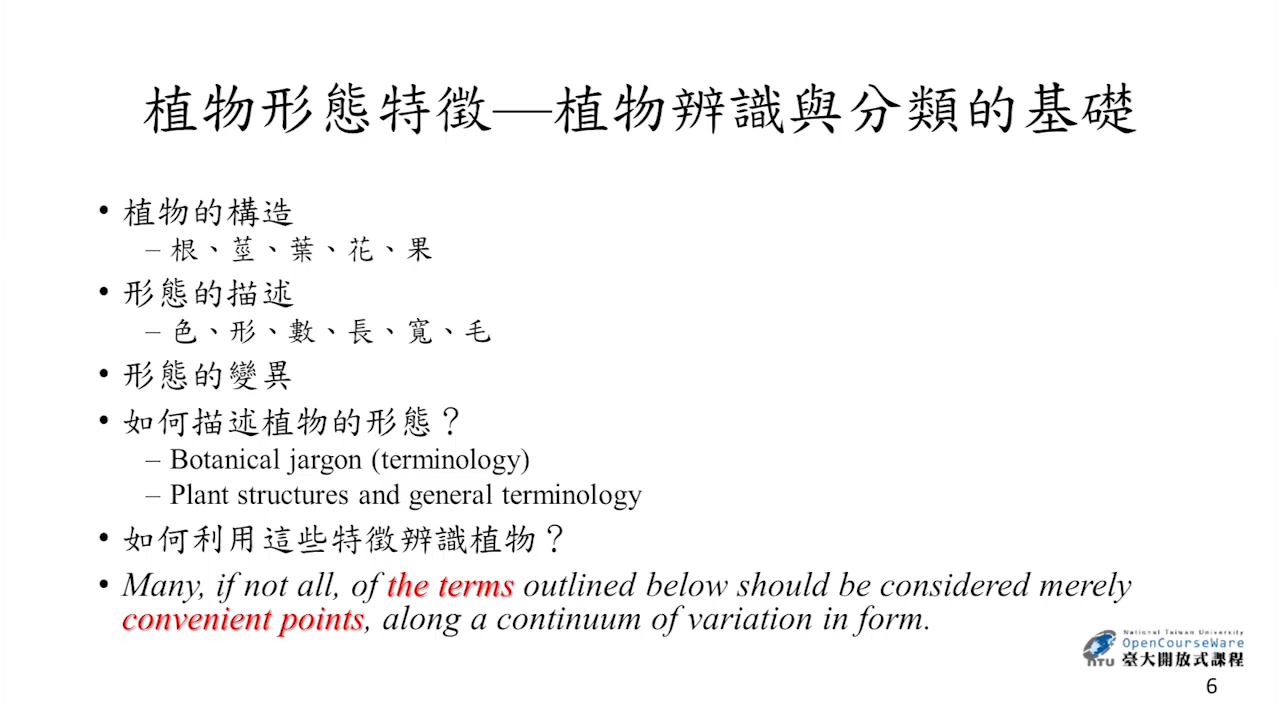 植物形態特徵—植物辨識與分類的基礎
• 植物的構造
– 根、莖、葉、花、果
• 形態的描述
– 色、形、數、長、寬、毛
• 形態的變異
• 如何描述植物的形態？
– Botanical jargon (terminology)
– Plant structures and general terminology
• 如何利用這些特徵辨識植物？
• Many, if not all, of the terms outlined below should be considered merely
convenient points, along a continuum of variation in form.
National Taiwan University
OpenCourseWare
NTU 臺大開放式課程
6